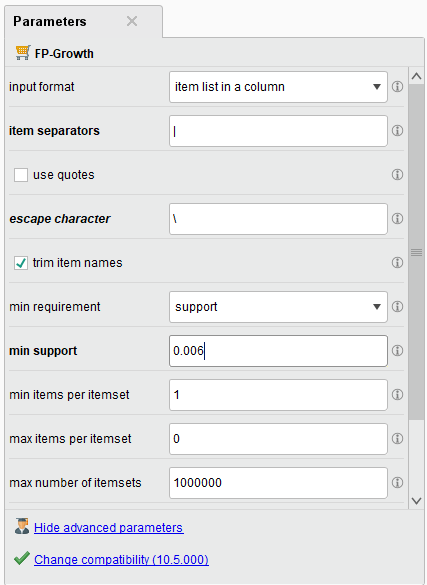 Parameters
FP-Growth
input format item list in a column
item separators |
use quotes
escape character \
trim item names
min requirement support
min support 0.006
min items per itemset 1
max items per itemset 0
max number of itemsets 1000000
Hide advanced parameters
Change compatibility (10.5.000)